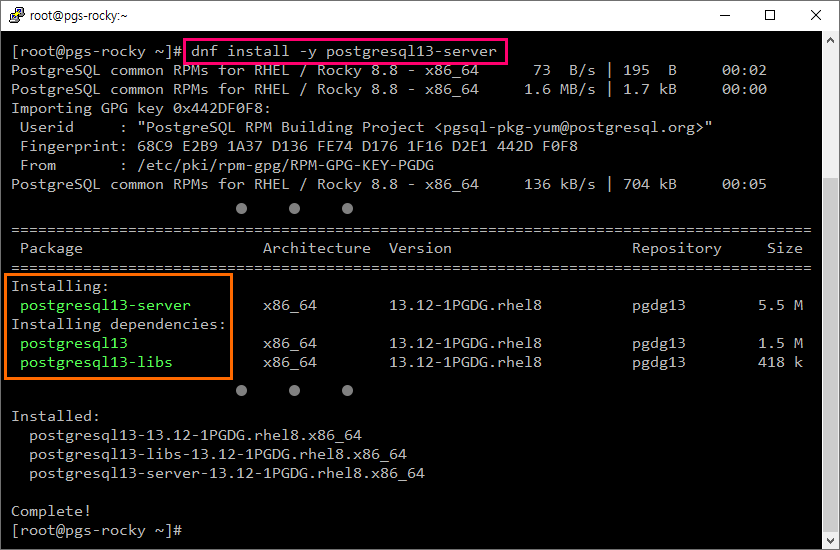 root@pgs-rocky:~
[root@pgs-rocky ~]# dnf install -y postgresql13-server
PostgreSQL common RPMs for RHEL / Rocky 8.8 - x86_64     73  B/s | 195  B     00:02
PostgreSQL common RPMs for RHEL / Rocky 8.8 - x86_64    1.6 MB/s | 1.7 kB     00:00
Importing GPG key 0x442DF0F8:
 Userid     : "PostgreSQL RPM Building Project <pgsql-pkg-yum@postgresql.org>"
 Fingerprint: 68C9 E2B9 1A37 D136 FE74 D176 1F16 D2E1 442D F0F8
 From       : /etc/pki/rpm-gpg/RPM-GPG-KEY-PGDG
PostgreSQL common RPMs for RHEL / Rocky 8.8 - x86_64    136 kB/s | 704 kB     00:05
● ● ●
=========================================================================================
 Package                    Architecture  Version                    Repository     Size
=========================================================================================
Installing:
 postgresql13-server        x86_64        13.12-1PGDG.rhel8          pgdg13        5.5 M
Installing dependencies:
 postgresql13               x86_64        13.12-1PGDG.rhel8          pgdg13        1.5 M
 postgresql13-libs          x86_64        13.12-1PGDG.rhel8          pgdg13        418 k
● ● ●
Installed:
  postgresql13-13.12-1PGDG.rhel8.x86_64
  postgresql13-libs-13.12-1PGDG.rhel8.x86_64
  postgresql13-server-13.12-1PGDG.rhel8.x86_64
Complete!
[root@pgs-rocky ~]#